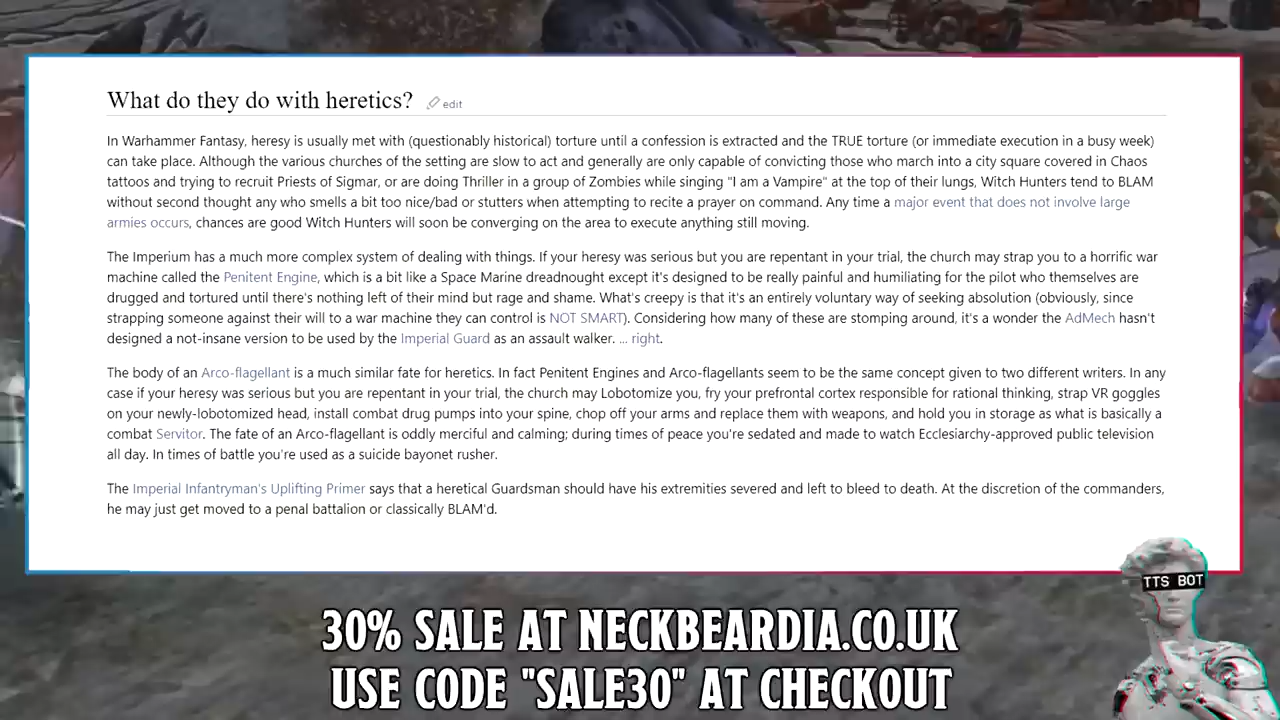 What do they do with heretics? edit
In Warhammer Fantasy, heresy is usually met with (questionably historical) torture until a confession is extracted and the TRUE torture (or immediate execution in a busy week)
can take place. Although the various churches of the setting are slow to act and generally are only capable of convicting those who march into a city square covered in Chaos
tattoos and trying to recruit Priests of Sigmar, or are doing Thriller in a group of Zombies while singing "I am a Vampire" at the top of their lungs, Witch Hunters tend to BLAM
without second thought any who smells a bit too nice/bad or stutters when attempting to recite a prayer on command. Any time a major event that does not involve large
armies occurs, chances are good Witch Hunters will soon be converging on the area to execute anything still moving.
The Imperium has a much more complex system of dealing with things. If your heresy was serious but you are repentant in your trial, the church may strap you to a horrific war
machine called the Penitent Engine, which is a bit like a Space Marine dreadnought except it's designed to be really painful and humiliating for the pilot who themselves are
drugged and tortured until there's nothing left of their mind but rage and shame. What's creepy is that it's an entirely voluntary way of seeking absolution (obviously, since
strapping someone against their will to a war machine they can control is NOT SMART). Considering how many of these are stomping around, it's a wonder the AdMech hasn't
designed a not-insane version to be used by the Imperial Guard as an assault walker. ... right.
The body of an Arco-flagellant is a much similar fate for heretics. In fact Penitent Engines and Arco-flagellants seem to be the same concept given to two different writers. In any
case if your heresy was serious but you are repentant in your trial, the church may Lobotomize you, fry your prefrontal cortex responsible for rational thinking, strap VR goggles
on your newly-lobotomized head, install combat drug pumps into your spine, chop off your arms and replace them with weapons, and hold you in storage as what is basically a
combat Servitor. The fate of an Arco-flagellant is oddly merciful and calming; during times of peace you're sedated and made to watch Ecclesiarchy-approved public television
all day. In times of battle you're used as a suicide bayonet rusher.
The Imperial Infantryman's Uplifting Primer says that a heretical Guardsman should have his extremities severed and left to bleed to death. At the discretion of the commanders,
he may just get moved to a penal battalion or classically BLAM'd.
TTS BOT
30% SALE AT NECKBEARDIA.CO.UK
USE CODE "SALE30" AT CHECKOUT